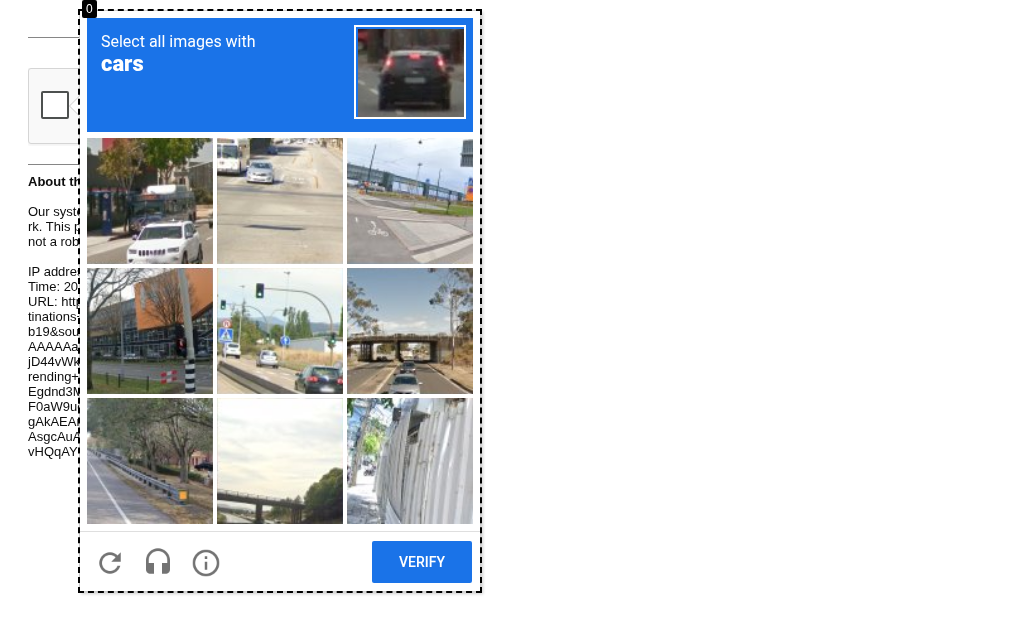 0
Select all images with
cars
About th
Our syst
rk. This p
not a rob
IP addre
Time: 20
URL: http
tinations-
b19&sou
AAAAAa
jD44vWk
rending+
Egdnd3M
F0aW9u
gAkAEA
AsgcAuA
vHQqAY
VERIFY